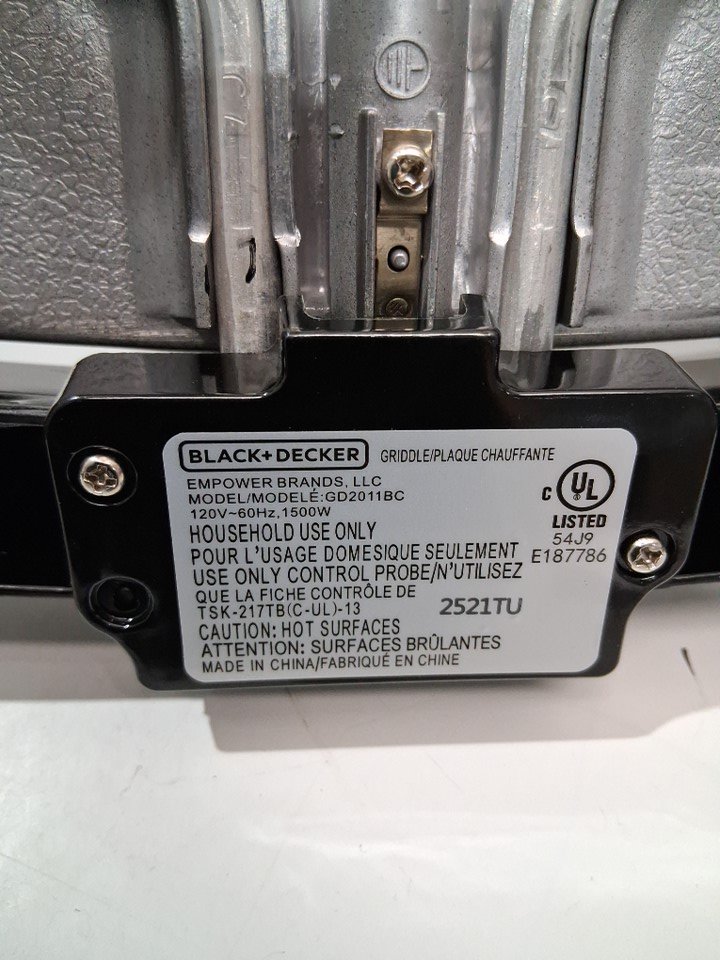 BLACK+DECKER GRIDDLE/PLAQUE CHAUFFANTE
EMPOWER BRANDS, LLC
MODEL/MODELÉ:GD2011BC
120V~60Hz,1500W
HOUSEHOLD USE ONLY
POUR L'USAGE DOMESIQUE SEULEMENT
USE ONLY CONTROL PROBE/N'UTILISEZ
QUE LA FICHE CONTRÔLE DE
TSK-217TB(C-UL)-13
CAUTION: HOT SURFACES
ATTENTION: SURFACES BRÛLANTES
MADE IN CHINA/FABRIQUÉ EN CHINE
C UL
LISTED
54J9
E187786
2521TU